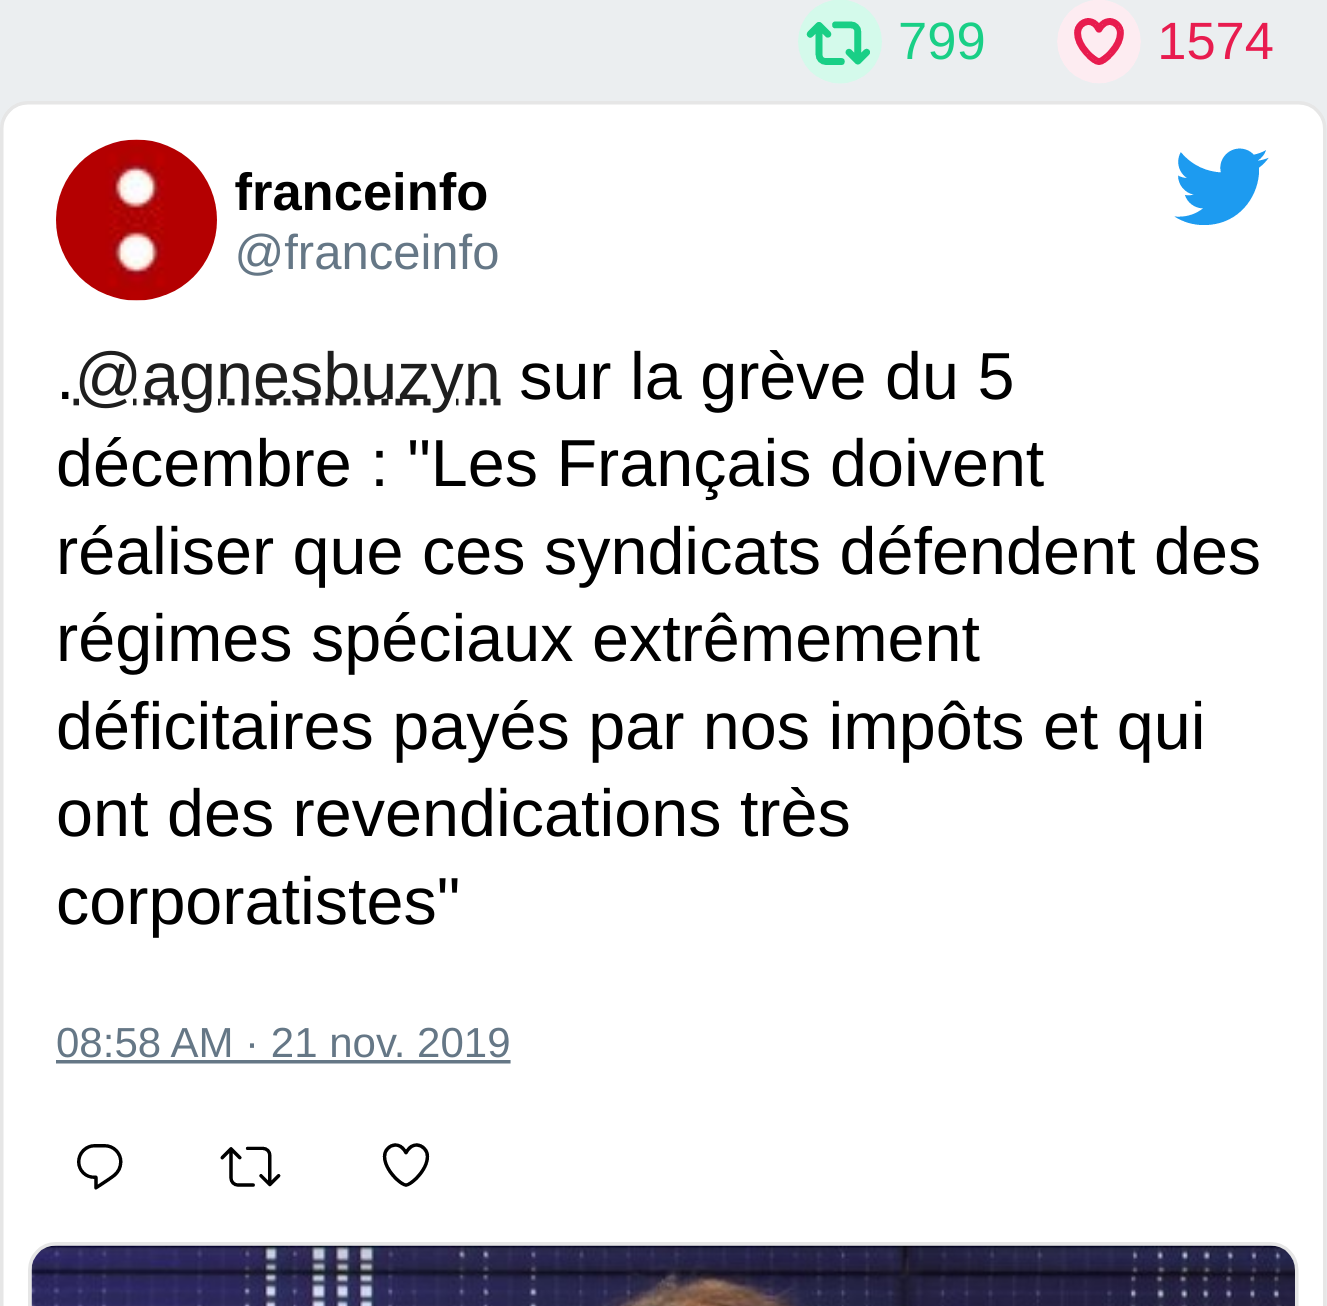 799 1574
franceinfo
@franceinfo
.@agnesbuzyn sur la grève du 5
décembre : "Les Français doivent
réaliser que ces syndicats défendent des
régimes spéciaux extrêmement
déficitaires payés par nos impôts et qui
ont des revendications très
corporatistes"
08:58 AM · 21 nov. 2019